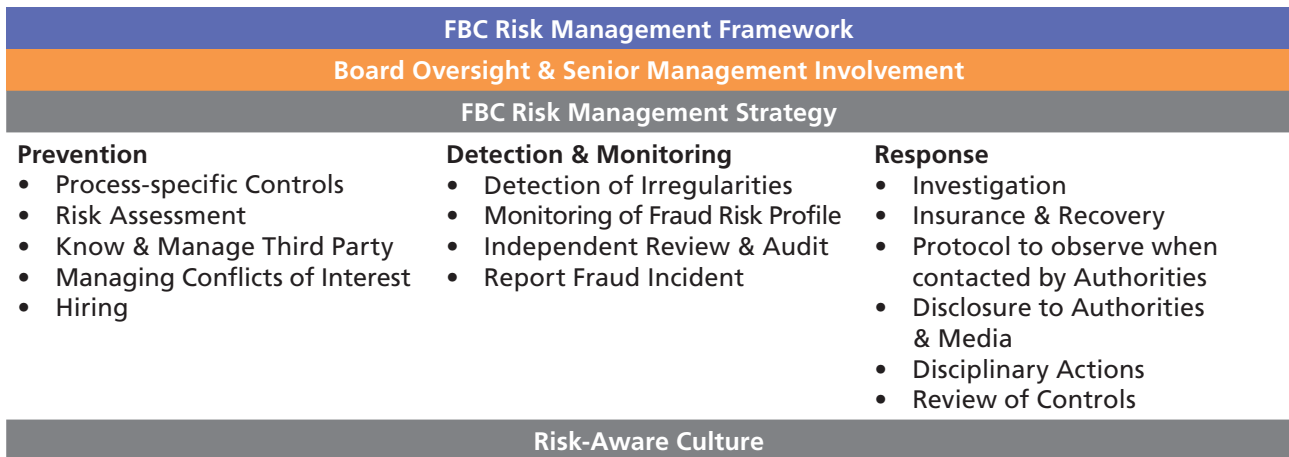 FBC Risk Management Framework
Board Oversight & Senior Management Involvement
FBC Risk Management Strategy
Prevention
• Process-specific Controls
• Risk Assessment
• Know & Manage Third Party
• Managing Conflicts of Interest
• Hiring
Detection & Monitoring
• Detection of Irregularities
• Monitoring of Fraud Risk Profile
• Independent Review & Audit
• Report Fraud Incident
Response
• Investigation
• Insurance & Recovery
• Protocol to observe when
contacted by Authorities
• Disclosure to Authorities
& Media
• Disciplinary Actions
• Review of Controls
Risk-Aware Culture